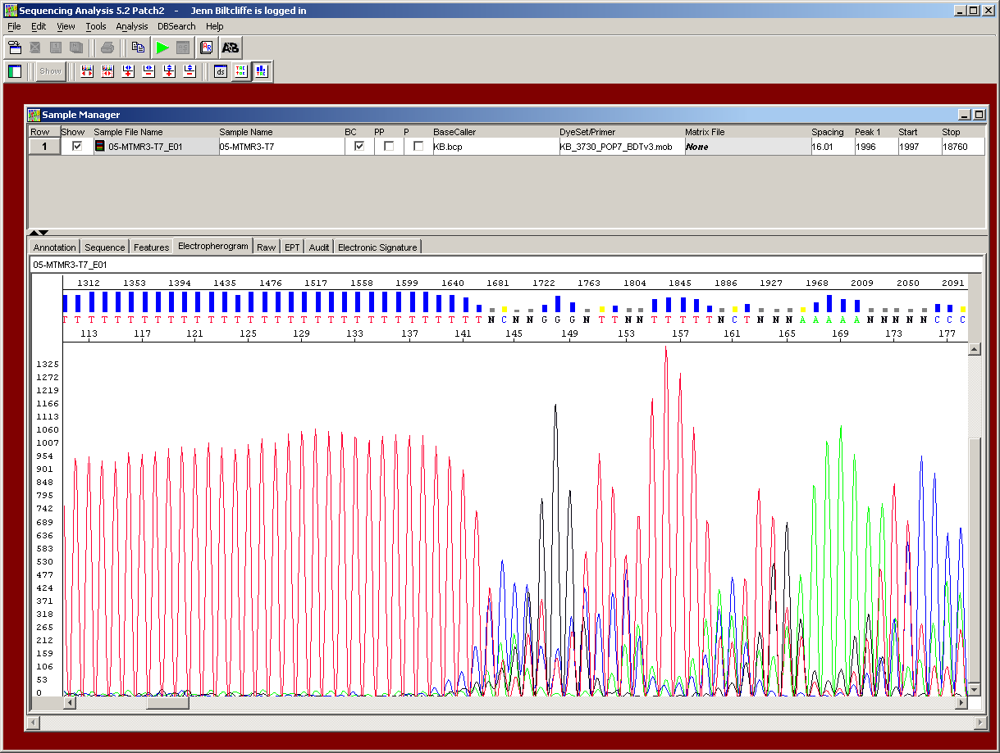 Sequencing Analysis 5.2 Patch2 - Jenn Biltcliffe is logged in
File Edit View Tools Analysis DBSearch Help
Show
Sample Manager
Row Show Sample File Name Sample Name BC PP P BaseCaller DyeSet/Primer Matrix File Spacing Peak 1 Start Stop
1 05-MTMR3-T7_E01 05-MTMR3-T7 KB.bcp KB_3730_POP7_BDTv3.mob None 16.01 1996 1997 18760
Annotation Sequence Features Electropherogram Raw EPT Audit Electronic Signature
05-MTMR3-T7_E01
1312 1353 1394 1435 1476 1517 1558 1599 1640 1681 1722 1763 1804 1845 1886 1927 1968 2009 2050 2091
T T T T T T T T T T T T T T T T T T T T T T T T T T T T T T T T N C N N G G G N T T N N T T T T T N C T N N N A A A A A N N N N N C C C
113 117 121 125 129 133 137 141 145 149 153 157 161 165 169 173 177
1325
1272
1219
1166
1113
1060
1007
954
901
848
795
742
689
636
583
530
477
424
371
318
265
212
159
106
53
0